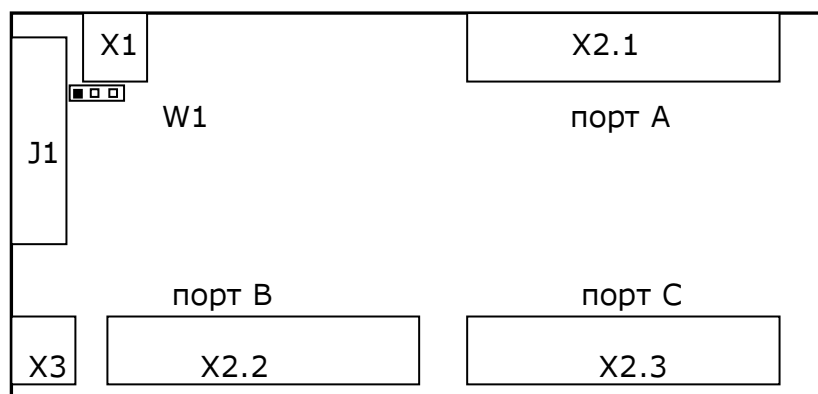 X1
X2.1
W1
порт A
J1
порт B
порт C
X3
X2.2
X2.3